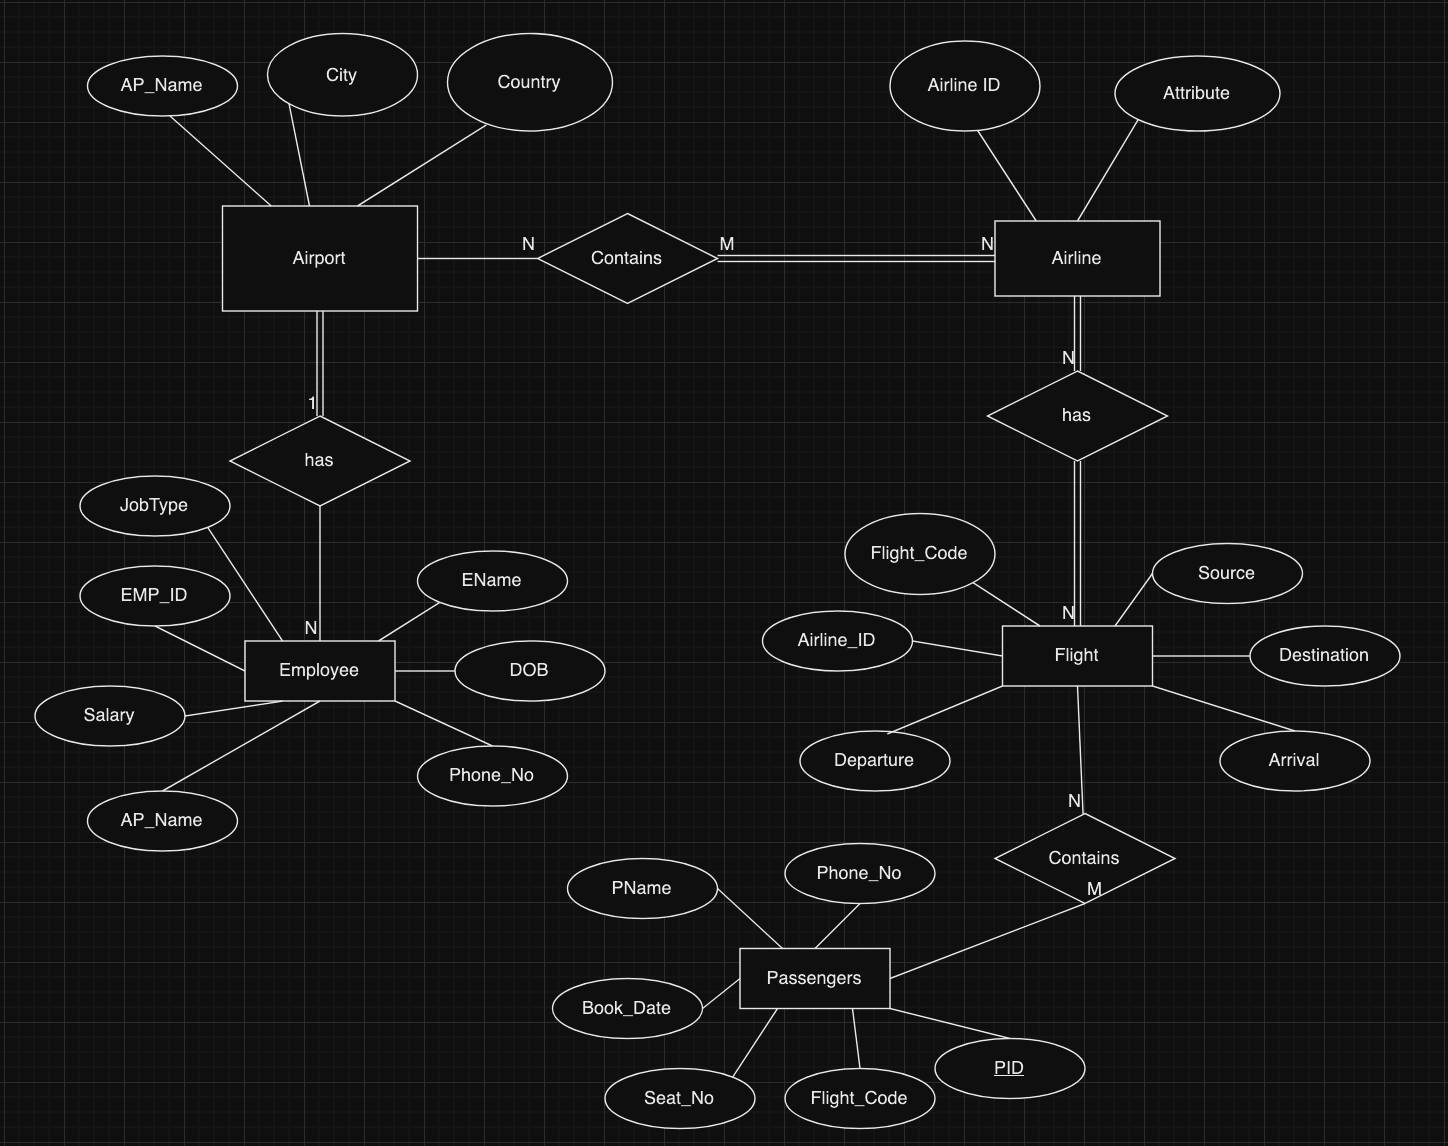 City
Country
AP_Name
Airline ID
Attribute
N
M
N
Airport
Contains
Airline
N
1
has
has
JobType
Flight_Code
Source
EName
EMP_ID
N
N
Airline_ID
Employee
DOB
Flight
Destination
Salary
Departure
Arrival
Phone_No
N
AP_Name
Contains
Phone_No
PName
M
Passengers
Book_Date
PID
Seat_No
Flight_Code